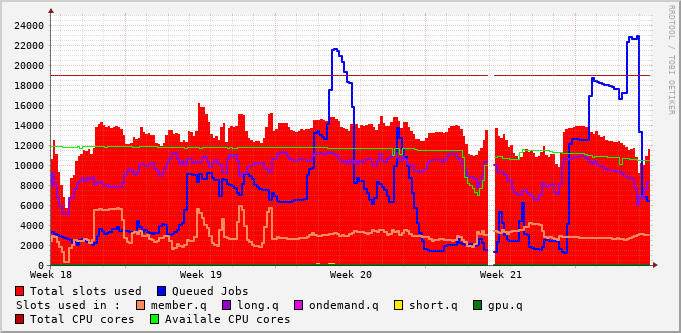 24000
22000
20000
18000
16000
14000
12000
10000
8000
6000
4000
2000
0
Week 18 Week 19 Week 20 Week 21
Total slots used Queued Jobs
Slots used in : member.q long.q ondemand.q short.q gpu.q
Total CPU cores Availale CPU cores
RRDTOOL / TOBI OETIKER